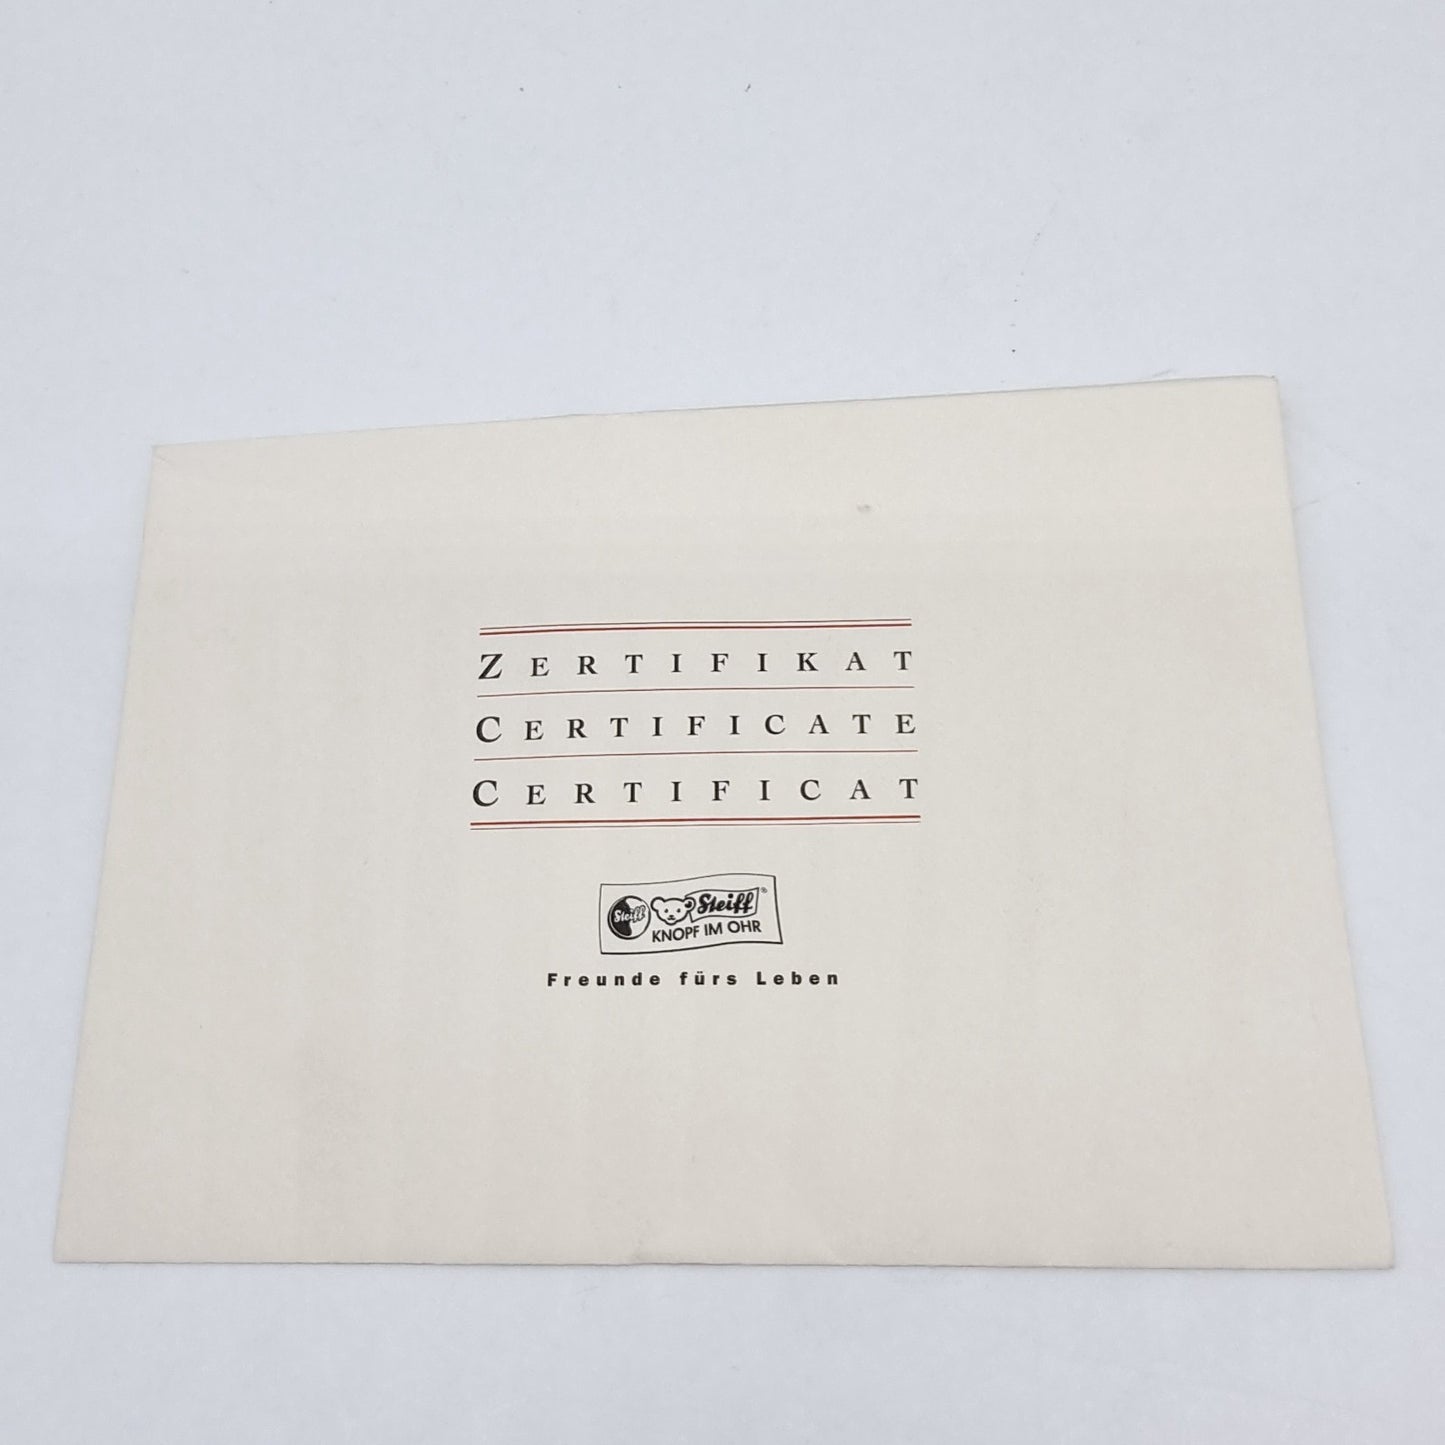 ZERTIFIKAT
CERTIFICATE
CERTIFICAT
Steiff Steiff®
KNOPF IM OHR
Freunde fürs Leben